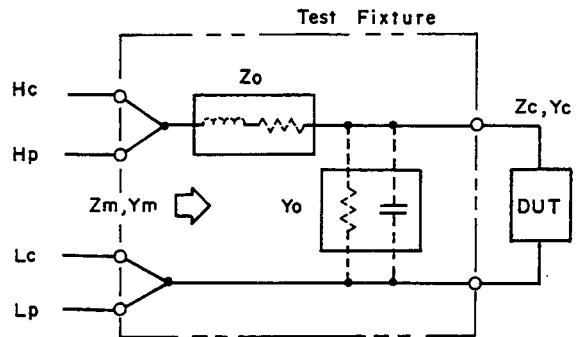 Test Fixture
Zo
Hc
Zc, Yc
Hp
Zm, Ym
Yo
DUT
Lc
Lp